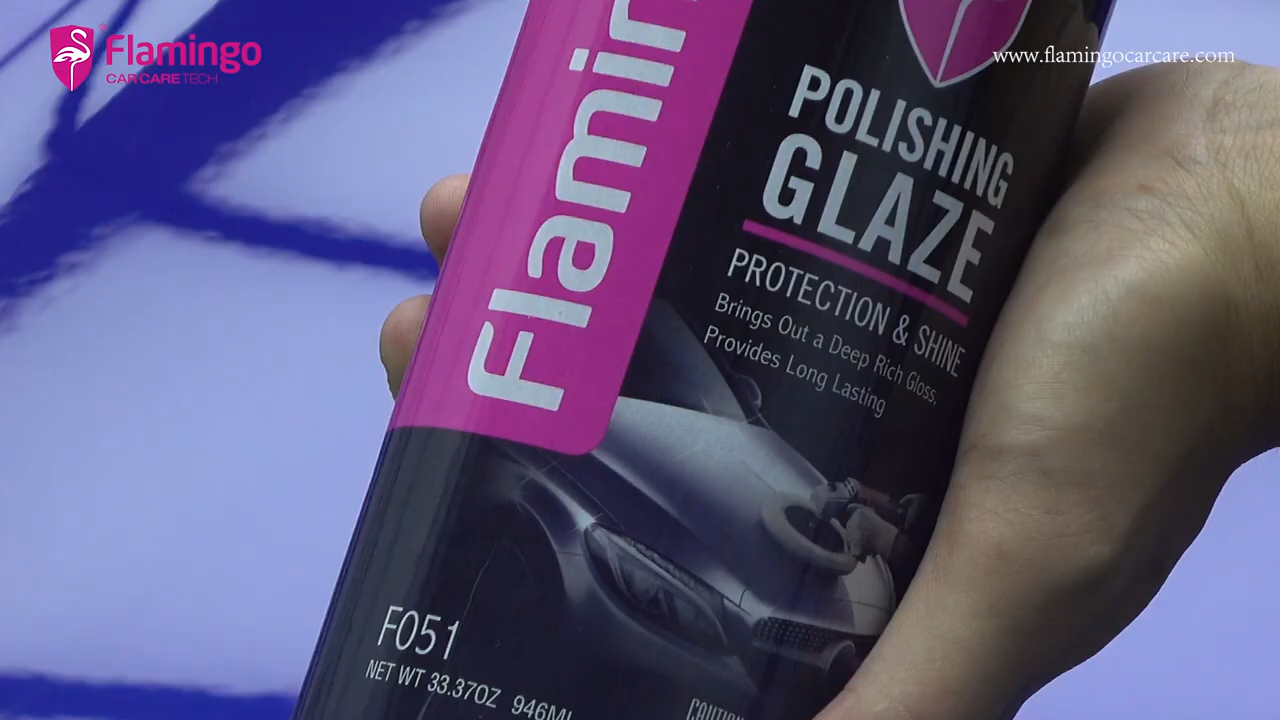 Flamingo
CAR CARE TECH
www.flamingocarcare.com
POLISHING
GLAZE
PROTECTION & SHINE
Brings Out a Deep Rich Gloss,
Provides Long Lasting
F051
NET WT 33.37OZ 946ML